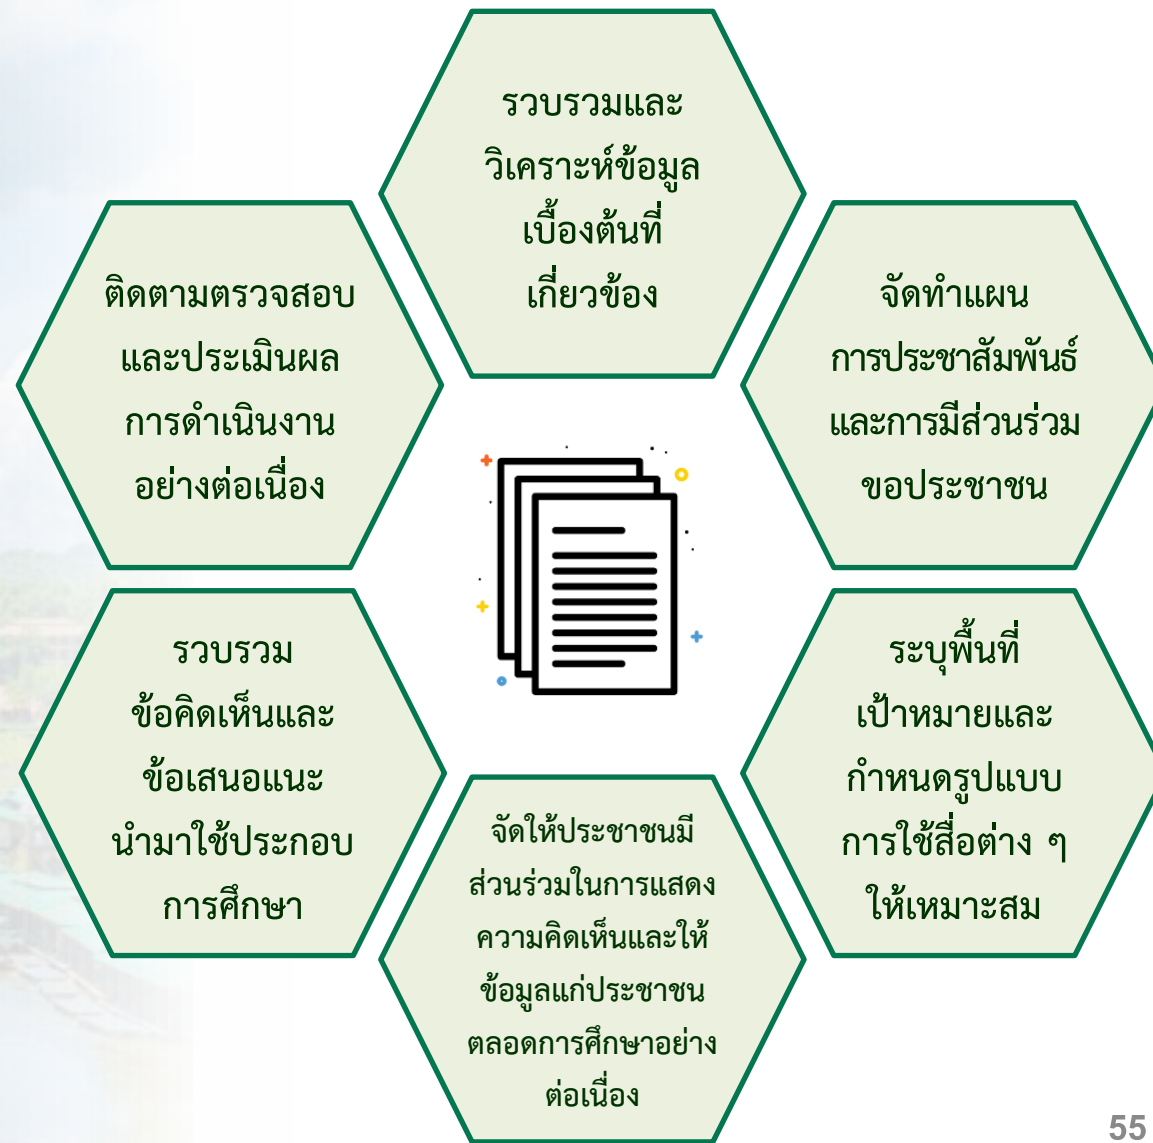 รวบรวมและ
วิเคราะห์ข้อมูล
เบื้องต้นที่
เกี่ยวข้อง
จัดทำแผน
การประชาสัมพันธ์
และการมีส่วนร่วม
ขอประชาชน
ระบุพื้นที่
เป้าหมายและ
กำหนดรูปแบบ
การใช้สื่อต่าง ๆ
ให้เหมาะสม
จัดให้ประชาชนมี
ส่วนร่วมในการแสดง
ความคิดเห็นและให้
ข้อมูลแก่ประชาชน
ตลอดการศึกษาอย่าง
ต่อเนื่อง
รวบรวม
ข้อคิดเห็นและ
ข้อเสนอแนะ
นำมาใช้ประกอบ
การศึกษา
ติดตามตรวจสอบ
และประเมินผล
การดำเนินงาน
อย่างต่อเนื่อง
55